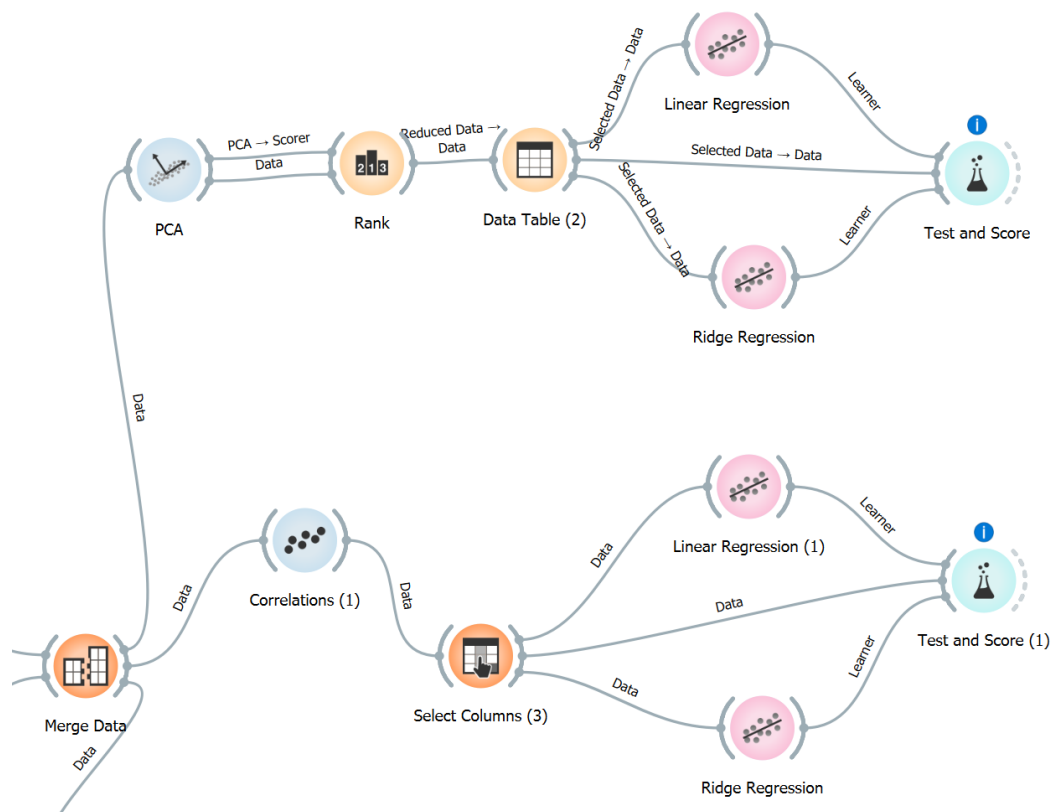 Linear Regression
Learner
Selected Data → Data
PCA → Scorer
Data
Reduced Data →
Data
Selected Data → Data
PCA
213
Rank
Data Table (2)
Selected Data → Data
Learner
i
Test and Score
Ridge Regression
Data
Correlations (1)
Data
Data
Merge Data
Data
Select Columns (3)
Data
Linear Regression (1)
Learner
Data
i
Test and Score (1)
Data
Learner
Ridge Regression